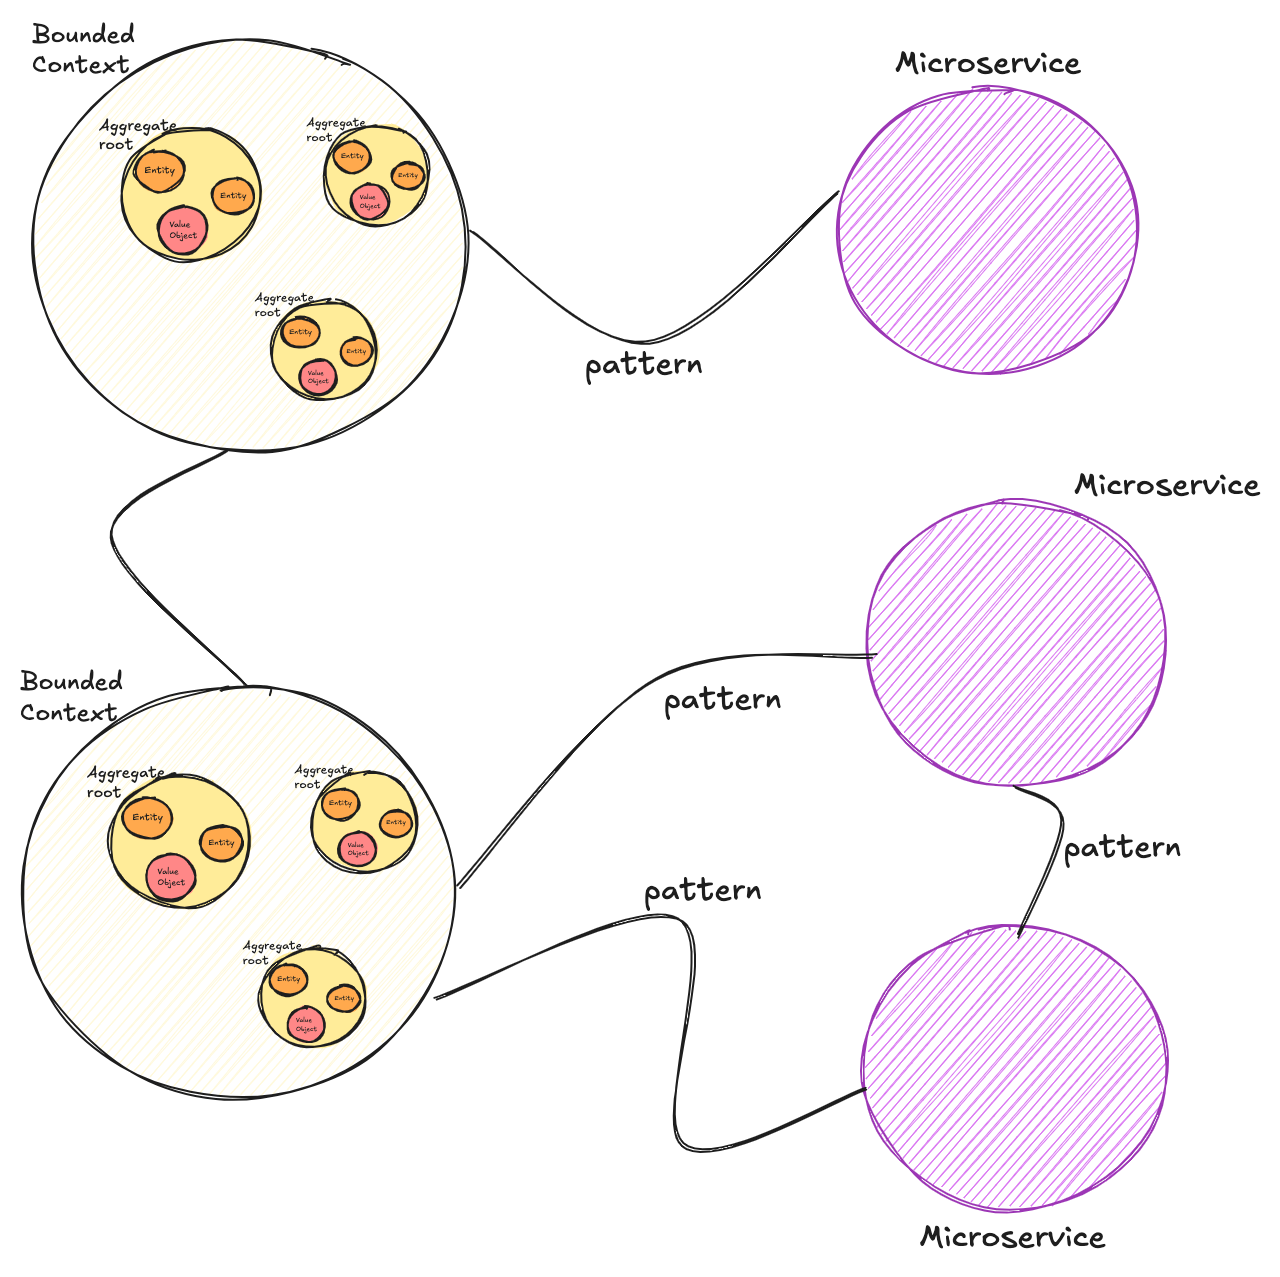 Bounded
Context
Aggregate
root
Entity
Entity
Value
Object
Aggregate
root
Entity
Entity
Value
Object
Aggregate
root
Entity
Entity
Value
Object
Microservice
pattern
Microservice
Bounded
Context
pattern
Aggregate
root
Entity
Entity
Value
Object
Aggregate
root
Entity
Entity
Value
Object
pattern
pattern
Aggregate
root
Entity
Entity
Value
Object
Microservice